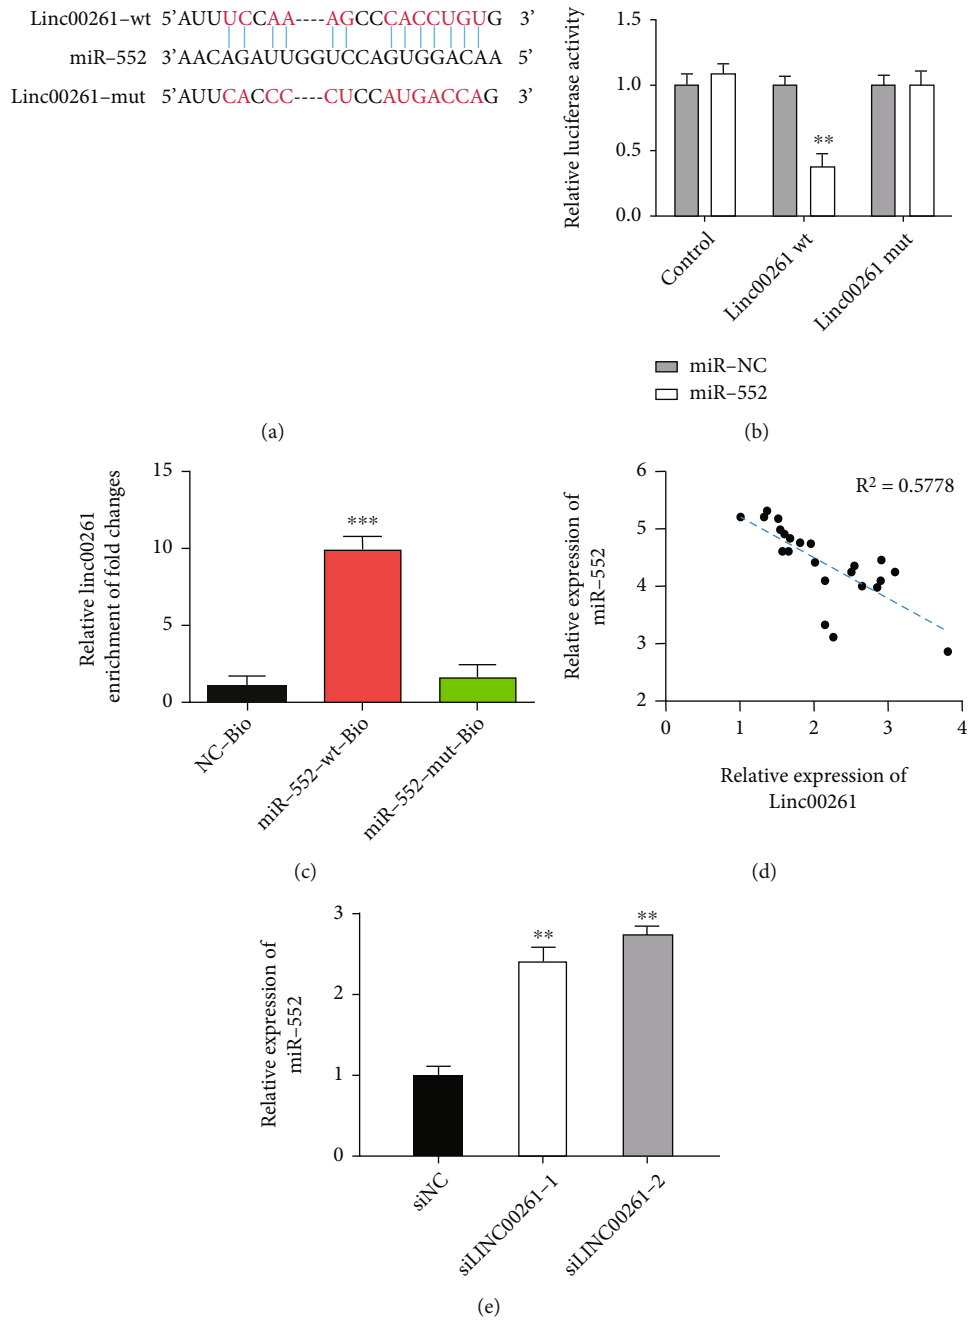 Linc00261–wt 5’AUUUCCAA----AGCCCACCUGUG 3’
miR–552 3’AACAGAUUGGUCCAGUGGACAA 5’
Linc00261–mut 5’AUUCACCC----CUCCAUGACCAG 3’
(a)
Relative luciferase activity
1.5
1.0
0.5
0.0
**
Control
Linc00261 wt
Linc00261 mut
miR–NC
miR–552
(b)
Relative linc00261
enrichment of fold changes
15
10
5
0
***
NC–Bio
miR–552–wt–Bio
miR–552–mut–Bio
(c)
Relative expression of
miR–552
6
5
4
3
2
R² = 0.5778
0 1 2 3 4
Relative expression of
Linc00261
(d)
Relative expression of
miR–552
3
2
1
0
**
**
siNC
siLINC00261–1
siLINC00261–2
(e)